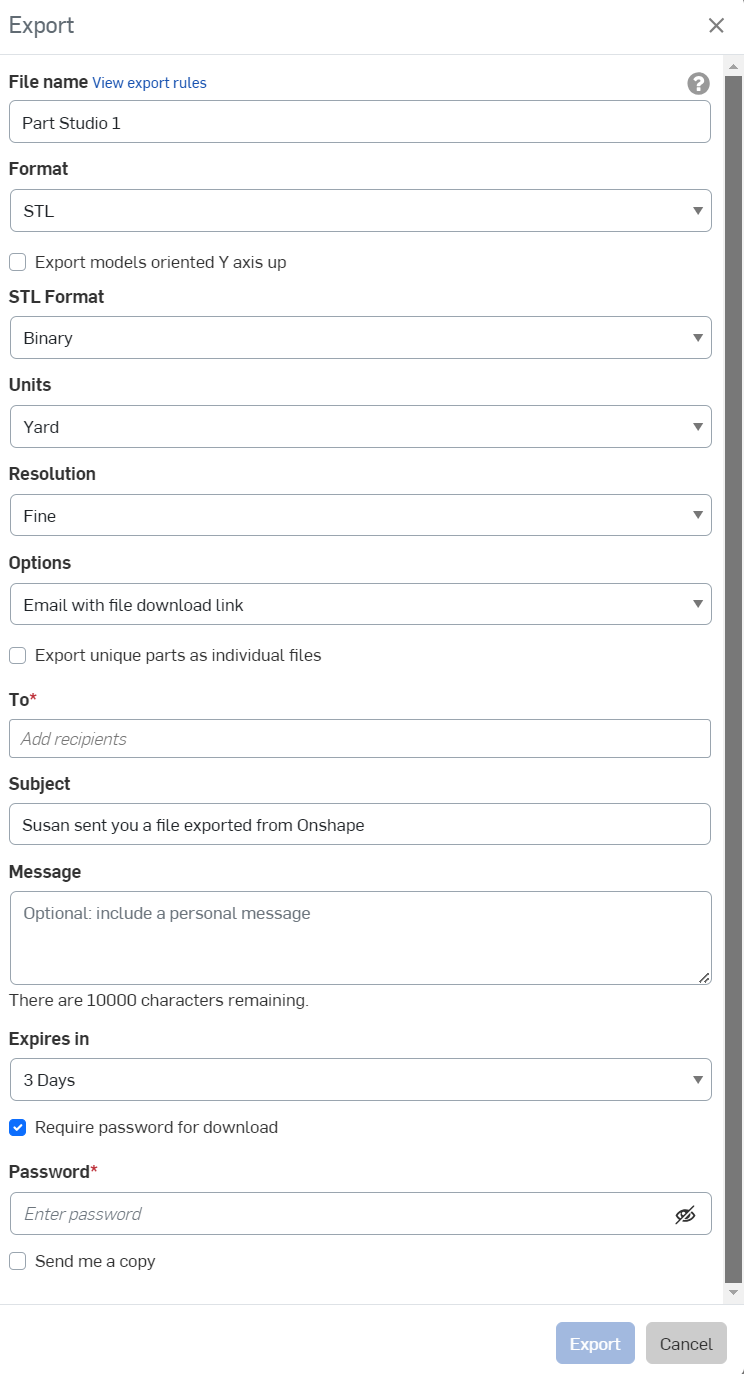 Export
File name View export rules
Part Studio 1
Format
STL
Export models oriented Y axis up
STL Format
Binary
Units
Yard
Resolution
Fine
Options
Email with file download link
Export unique parts as individual files
To*
Add recipients
Subject
Susan sent you a file exported from Onshape
Message
Optional: include a personal message
There are 10000 characters remaining.
Expires in
3 Days
Require password for download
Password*
Enter password
Send me a copy
Export Cancel